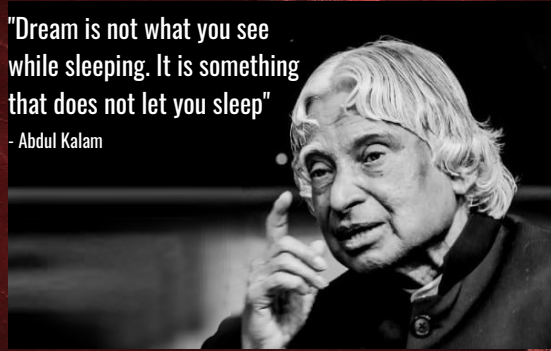 "Dream is not what you see
while sleeping. It is something
that does not let you sleep"
- Abdul Kalam